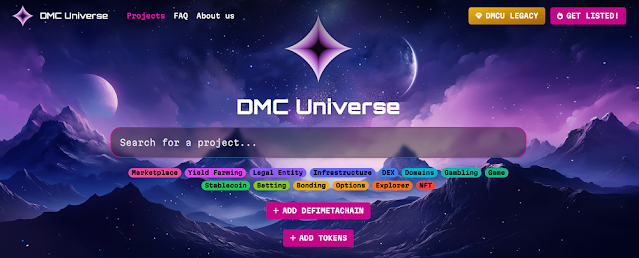 DMC Universe Projects FAQ About us DMCU LEGACY GET LISTED!
DMC Universe
Search for a project...
Marketplace Yield Farming Legal Entity Infrastructure DEX Domains Gambling Game
Stablecoin Betting Bonding Options Explorer NFT
+ ADD DEFIMETACHAIN
+ ADD TOKENS